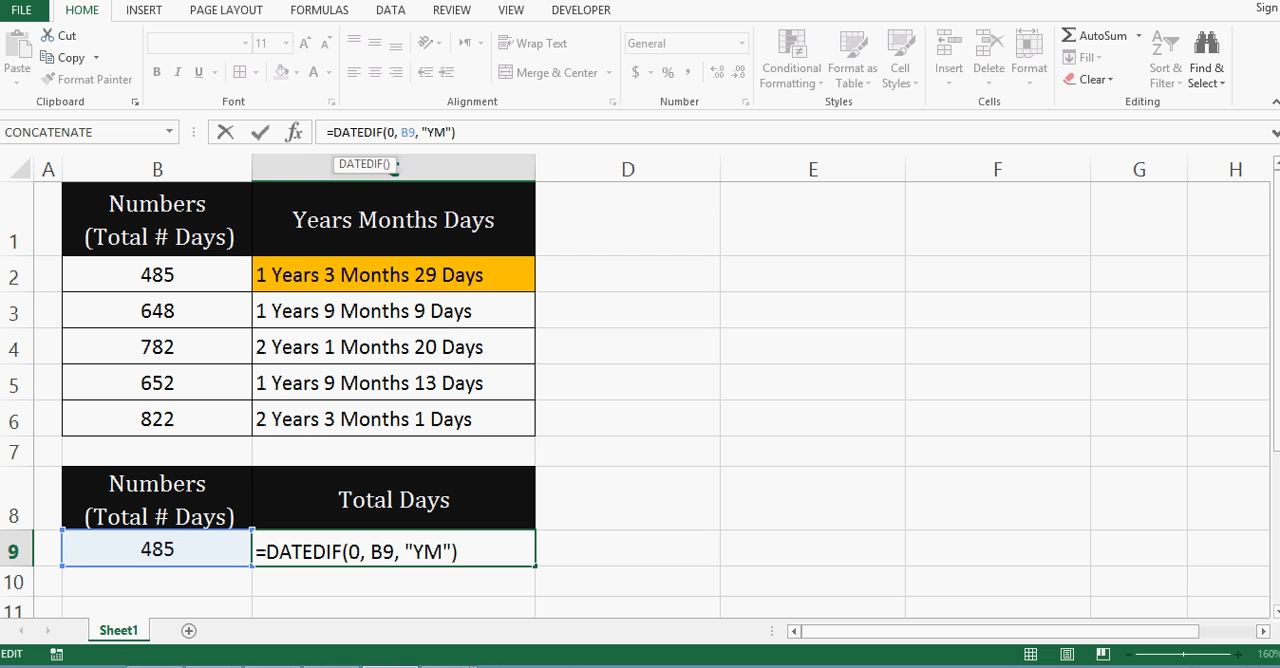 FILE HOME INSERT PAGE LAYOUT FORMULAS DATA REVIEW VIEW DEVELOPER Sign
Paste
Cut
Copy
Format Painter
Clipboard
11
A A
B I U A
Font
Wrap Text
Merge & Center
Alignment
General
$ % , .00 .0
Number
Conditional Formatting
Format as Table
Cell Styles
Styles
Insert Delete Format
Cells
AutoSum
Fill
Clear
Sort & Filter
Find & Select
Editing
CONCATENATE fx =DATEDIF(0, B9, "YM")
DATEDIF()
A B D E F G H
1 Numbers
(Total # Days) Years Months Days
2 485 1 Years 3 Months 29 Days
3 648 1 Years 9 Months 9 Days
4 782 2 Years 1 Months 20 Days
5 652 1 Years 9 Months 13 Days
6 822 2 Years 3 Months 1 Days
7
8 Numbers
(Total # Days) Total Days
9 485 =DATEDIF(0, B9, "YM")
10
11
Sheet1
EDIT 160%